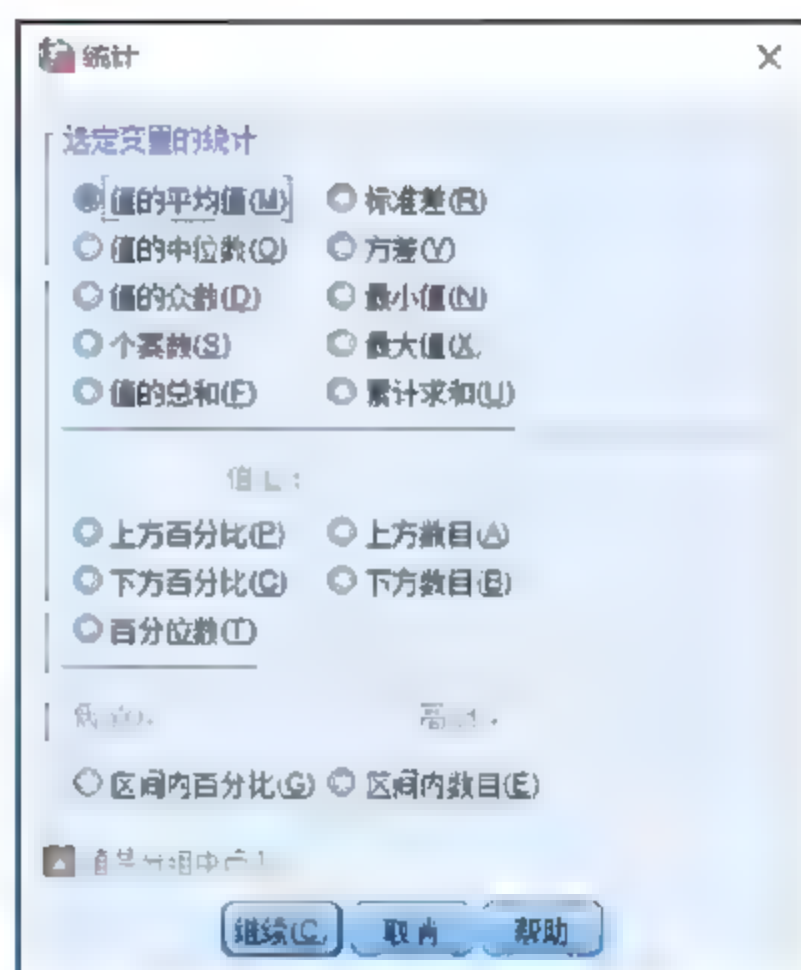 统计
选定变量的统计
值的平均值(M) 标准差(R)
值的中位数(Q) 方差(V)
值的众数(D) 最小值(N)
个案数(S) 最大值(X)
值的总和(F) 累计求和(U)
值(L):
上方百分比(P) 上方数目(A)
下方百分比(C) 下方数目(B)
百分位数(T)
区间内百分比(G) 区间内数目(E)
继续(C) 取消 帮助